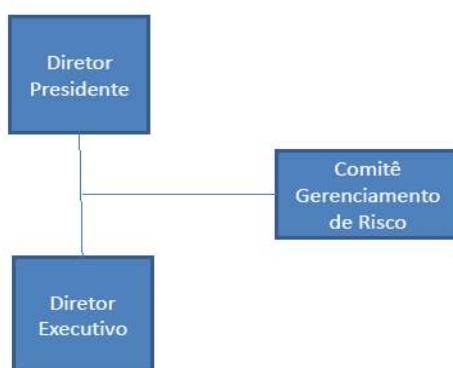 Diretor
Presidente
Comitê
Gerenciamento
de Risco
Diretor
Executivo